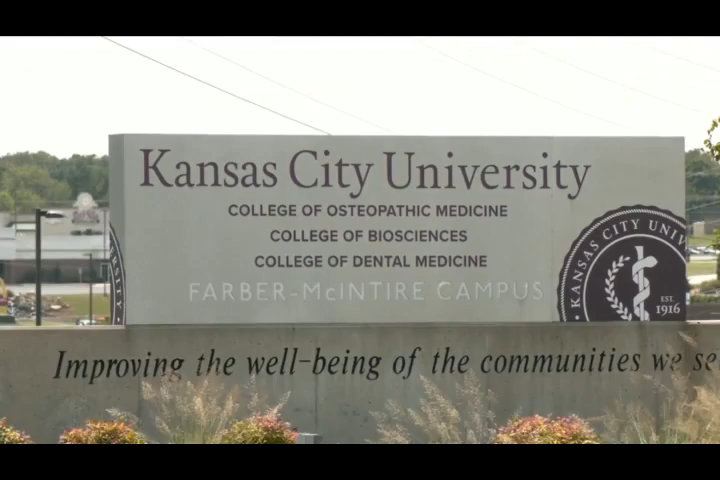 Kansas City University
COLLEGE OF OSTEOPATHIC MEDICINE
COLLEGE OF BIOSCIENCES
COLLEGE OF DENTAL MEDICINE
FARBER-McINTIRE CAMPUS
KANSAS CITY UNIV
EST.
1916
Improving the well-being of the communities we se